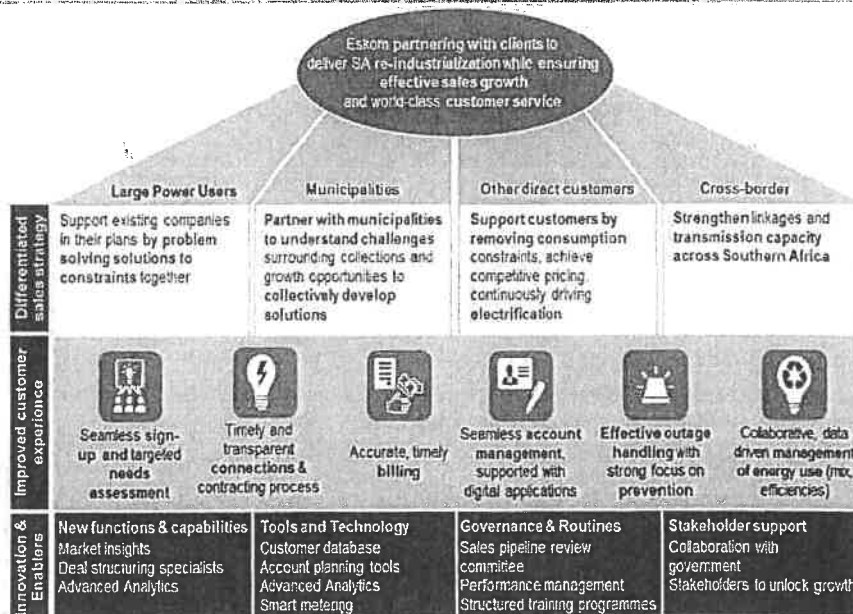 Eskom partnering with clients to
deliver SA re-industrialization while ensuring
effective sales growth
and world-class customer service
Large Power Users
Municipalities
Other direct customers
Cross-border
Differentiated
sales strategy
Support existing companies
in their plans by problem
solving solutions to
constraints together
Partner with municipalities
to understand challenges
surrounding collections and
growth opportunities to
collectively develop
solutions
Support customers by
removing consumption
constraints, achieve
competitive pricing,
continuously driving
electrification
Strengthen linkages and
transmission capacity
across Southern Africa
Improved customer
experience
Seamless sign-
up and targeted
needs
assessment
Timely and
transparent
connections &
contracting process
Accurate, timely
billing
Seamless account
management,
supported with
digital applications
Effective outage
handling with
strong focus on
prevention
Collaborative, data
driven management
of energy use (mix,
efficiencies)
Innovation &
Enablers
New functions & capabilities
Market insights
Deal structuring specialists
Advanced Analytics
Tools and Technology
Customer database
Account planning tools
Advanced Analytics
Smart metering
Governance & Routines
Sales pipeline review
committee
Performance management
Structured training programmes
Stakeholder support
Collaboration with
government
Stakeholders to unlock growth